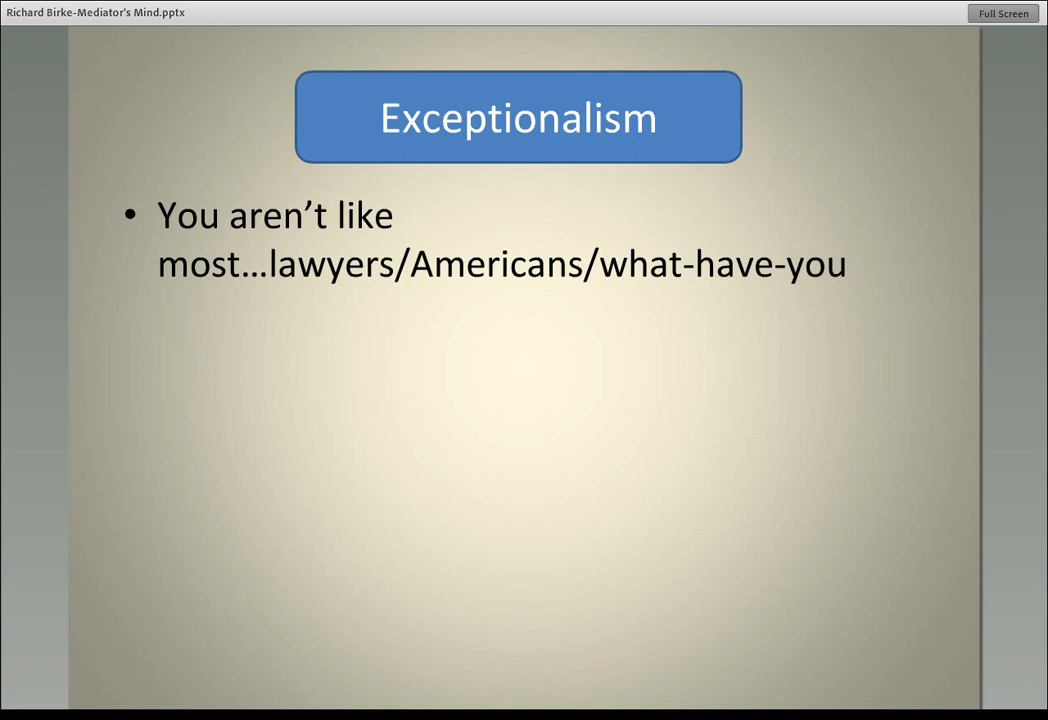 Richard Birke-Mediator's Mind.pptx
Full Screen
Exceptionalism
• You aren’t like
most…lawyers/Americans/what-have-you